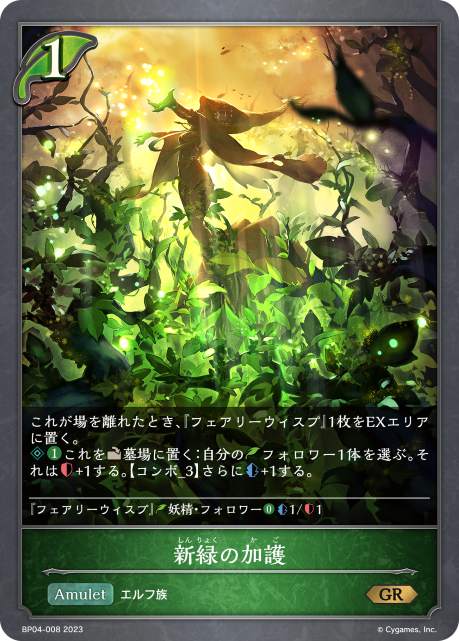 1
これが場を離れたとき、『フェアリーウィスプ』1枚をEXエリア
に置く。
1 これを墓場に置く:自分のフォロワー1体を選ぶ。そ
れは+1する。【コンボ_3】さらに+1する。
『フェアリーウィスプ』妖精・フォロワー 0 1/1
しんりょく かご
新緑の加護
Amulet エルフ族 GR
BP04-008 2023 © Cygames, Inc.